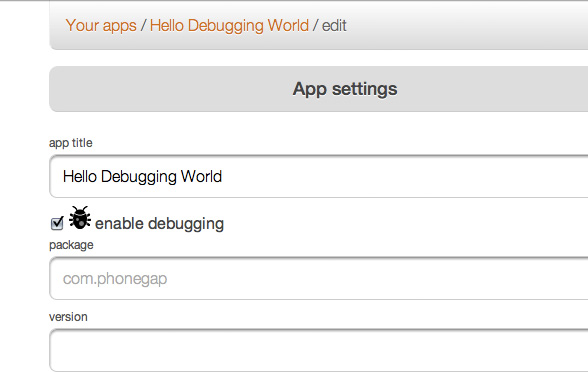 Your apps / Hello Debugging World / edit
App settings
app title
Hello Debugging World
enable debugging
package
com.phonegap
version